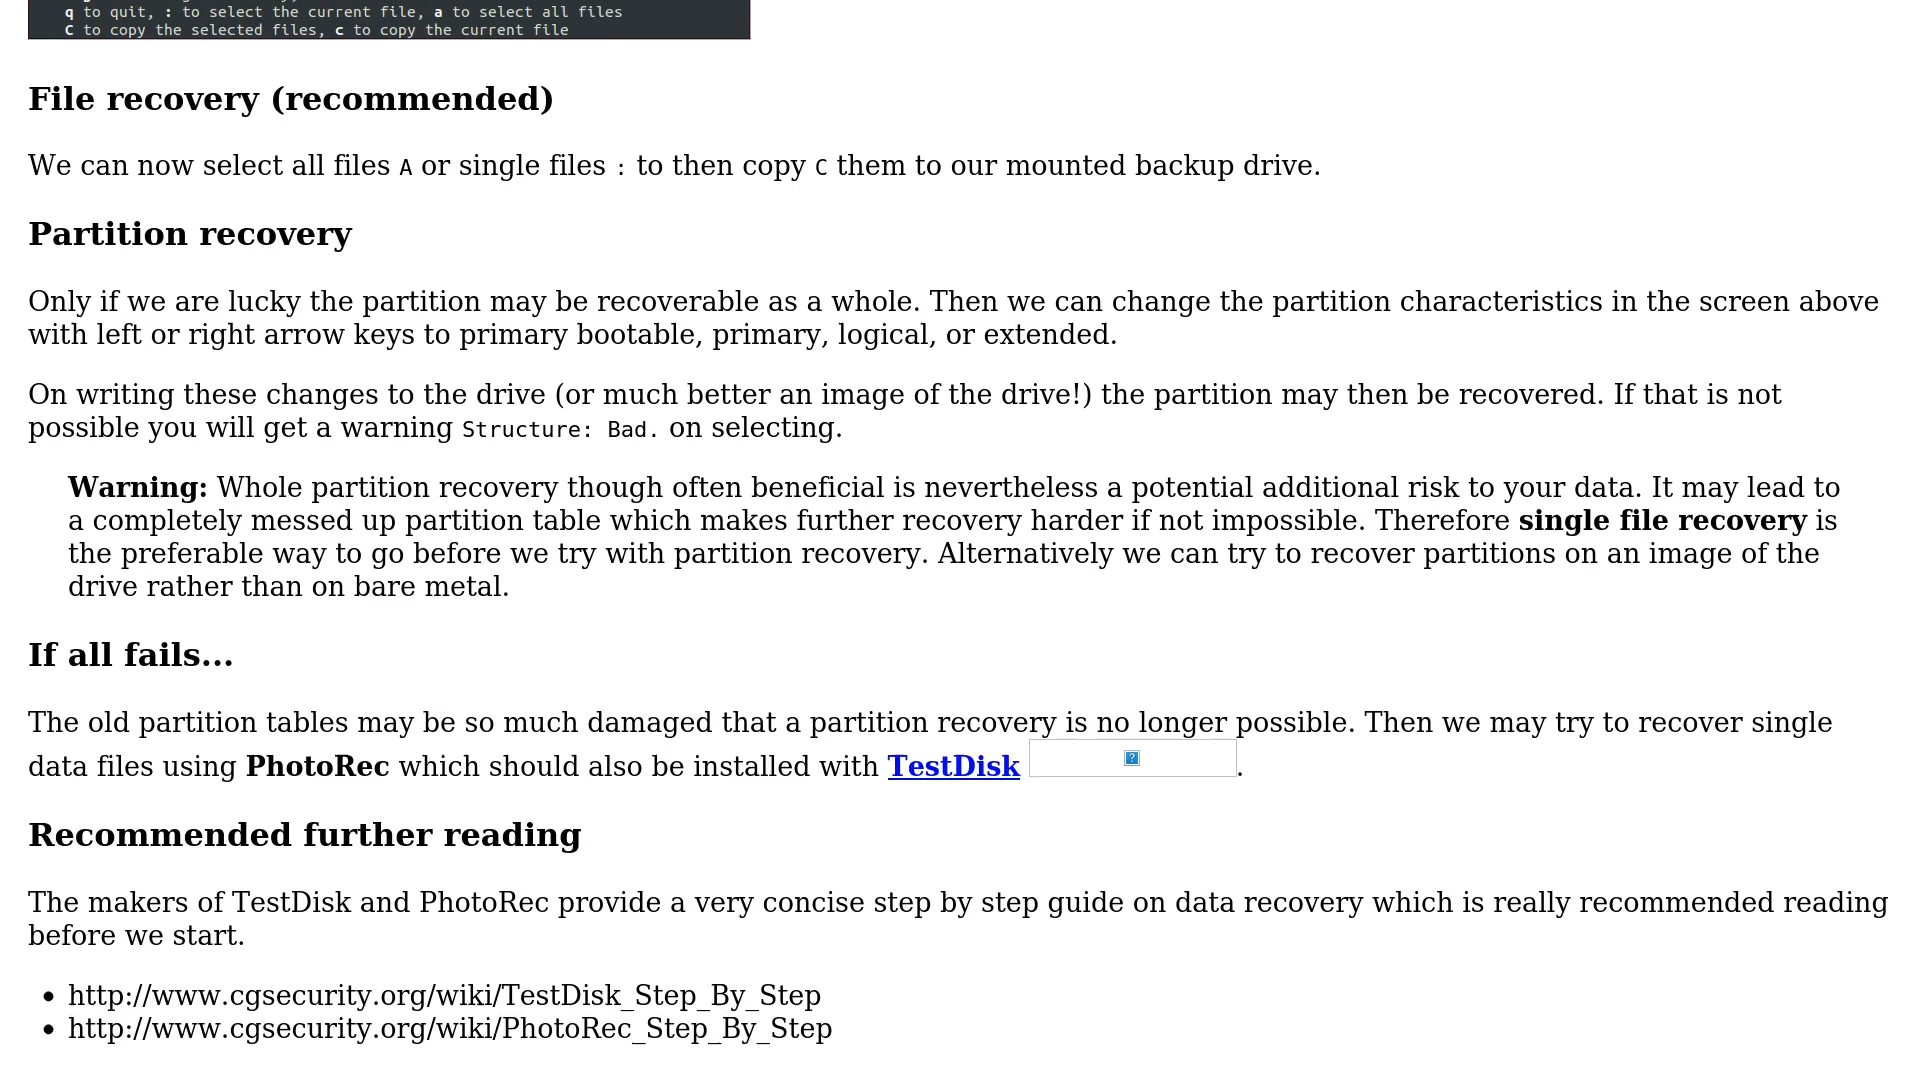 q to quit, : to select the current file, a to select all files
C to copy the selected files, c to copy the current file
File recovery (recommended)
We can now select all files A or single files : to then copy C them to our mounted backup drive.
Partition recovery
Only if we are lucky the partition may be recoverable as a whole. Then we can change the partition characteristics in the screen above
with left or right arrow keys to primary bootable, primary, logical, or extended.
On writing these changes to the drive (or much better an image of the drive!) the partition may then be recovered. If that is not
possible you will get a warning Structure: Bad. on selecting.
Warning: Whole partition recovery though often beneficial is nevertheless a potential additional risk to your data. It may lead to
a completely messed up partition table which makes further recovery harder if not impossible. Therefore single file recovery is
the preferable way to go before we try with partition recovery. Alternatively we can try to recover partitions on an image of the
drive rather than on bare metal.
If all fails...
The old partition tables may be so much damaged that a partition recovery is no longer possible. Then we may try to recover single
data files using PhotoRec which should also be installed with TestDisk .
Recommended further reading
The makers of TestDisk and PhotoRec provide a very concise step by step guide on data recovery which is really recommended reading
before we start.
• http://www.cgsecurity.org/wiki/TestDisk_Step_By_Step
• http://www.cgsecurity.org/wiki/PhotoRec_Step_By_Step